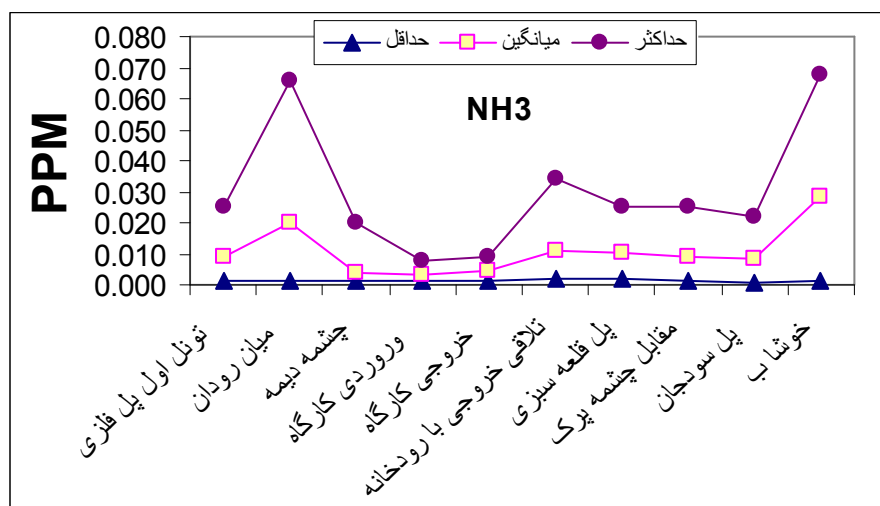 حداقل میانگین حداکثر
NH3
PPM
0.080
0.070
0.060
0.050
0.040
0.030
0.020
0.010
0.000
تونل اول پل فلزی
میان رودان
چشمه دیمه
وروردی کارگاه
خروجی کارگاه
تلاقی خروجی با رودخانه
پل قلعه سبزی
مقابل چشمه پرک
پل سودجان
خوشا ب